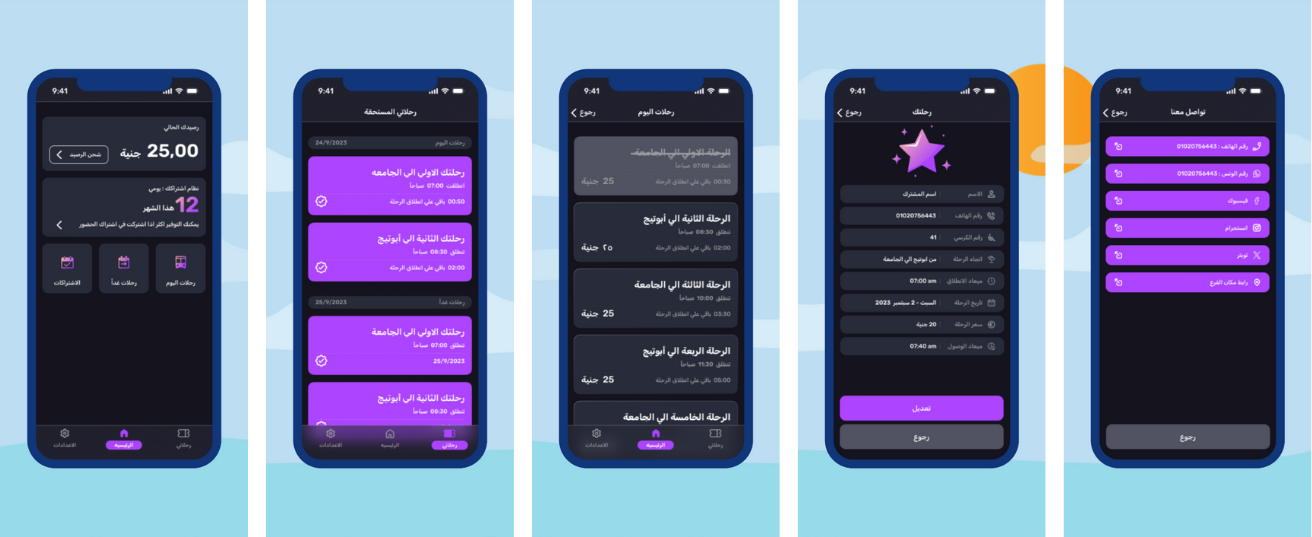 9:41
رصيدك الحالي
25,00 جنية
شحن الرصيد
نظام اشتراكك : يومي
12 هذا الشهر
يمكنك التوفير اكثر اذا اشتركت في اشتراك الحضور
رحلات اليوم
رحلات غداً
الاشتراكات
رحلاتي
الرئيسيه
الاعدادات
9:41
رحلاتي المستحقة
رحلات اليوم
24/9/2023
رحلتك الاولي الي الجامعه
انطلقت 07:00 صباحاً
00:50 باقي علي انطلاق الرحلة
رحلتك الثانية الي أبوتيج
تنطلق 08:30 صباحاً
02:00 باقي علي انطلاق الرحلة
رحلات غداً
25/9/2023
رحلتك الاولي الي الجامعة
تنطلق 07:00 صباحاً
25/9/2023
رحلتك الثانية الي أبوتيج
تنطلق 08:30 صباحاً
رحلاتي
الرئيسيه
الاعدادات
9:41
رحلات اليوم
رجوع
الرحلة الاولي الي الجامعة
انطلقت 07:00 صباحاً
00:30 باقي علي انطلاق الرحلة
25 جنية
الرحلة الثانية الي أبوتيج
تنطلق 08:30 صباحاً
02:00 باقي علي انطلاق الرحلة
٢٥ جنية
الرحلة الثالثة الي الجامعة
تنطلق 10:00 صباحاً
03:30 باقي علي انطلاق الرحلة
25 جنية
الرحلة الربعة الي أبوتيج
تنطلق 11:30 صباحاً
05:00 باقي علي انطلاق الرحلة
25 جنية
الرحلة الخامسة الي الجامعة
رحلاتي
الرئيسيه
الاعدادات
9:41
رحلتك
رجوع
الاسم
اسم المشترك
رقم الهاتف
01020756443
رقم الكرسي
41
اتجاه الرحلة
من ابوتيج الي الجامعة
ميعاد الانطلاق
07:00 am
تاريخ الرحلة
السبت - 2 سبتمبر 2023
سعر الرحلة
20 جنية
ميعاد الوصول
07:40 am
تعديل
رجوع
9:41
تواصل معنا
رجوع
رقم الهاتف : 01020756443
رقم الوتس : 01020756443
فيسبوك
انستجرام
تويتر
رابط مكان الفرع
رجوع